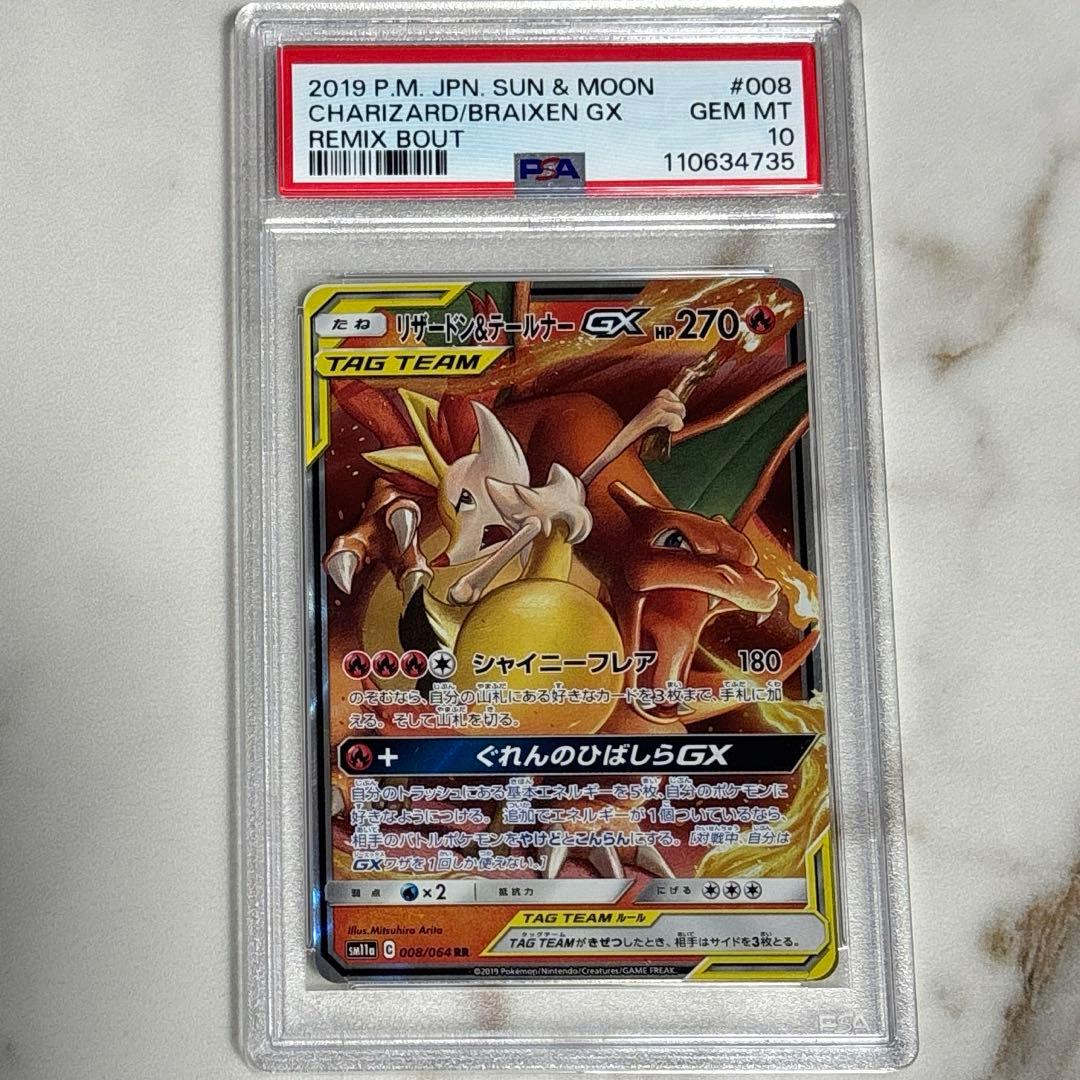 2019 P.M. JPN. SUN & MOON #008
CHARIZARD/BRAIXEN GX GEM MT
REMIX BOUT 10
PSA 110634735
たね リザードン&テールナーGX HP270
TAG TEAM
シャイニーフレア 180
のぞむなら、自分の山札にある好きなカードを3枚まで、手札に加
える。そして山札を切る。
+ ぐれんのひばしらGX
自分のトラッシュにある基本エネルギーを5枚、自分のポケモンに
好きなようにつける。追加でエネルギーが1個ついているなら、
相手のバトルポケモンをやけどとこんらんにする。[対戦中、自分は
GXワザを1回しか使えない。]
弱点 ×2 抵抗力 にげる
Illus.Mitsuhiro Arita
TAG TEAM ルール
TAG TEAMがきぜつしたとき、相手はサイドを3枚とる。
SM11a C 008/064 RR
©2019 Pokémon/Nintendo/Creatures/GAME FREAK.
PSA